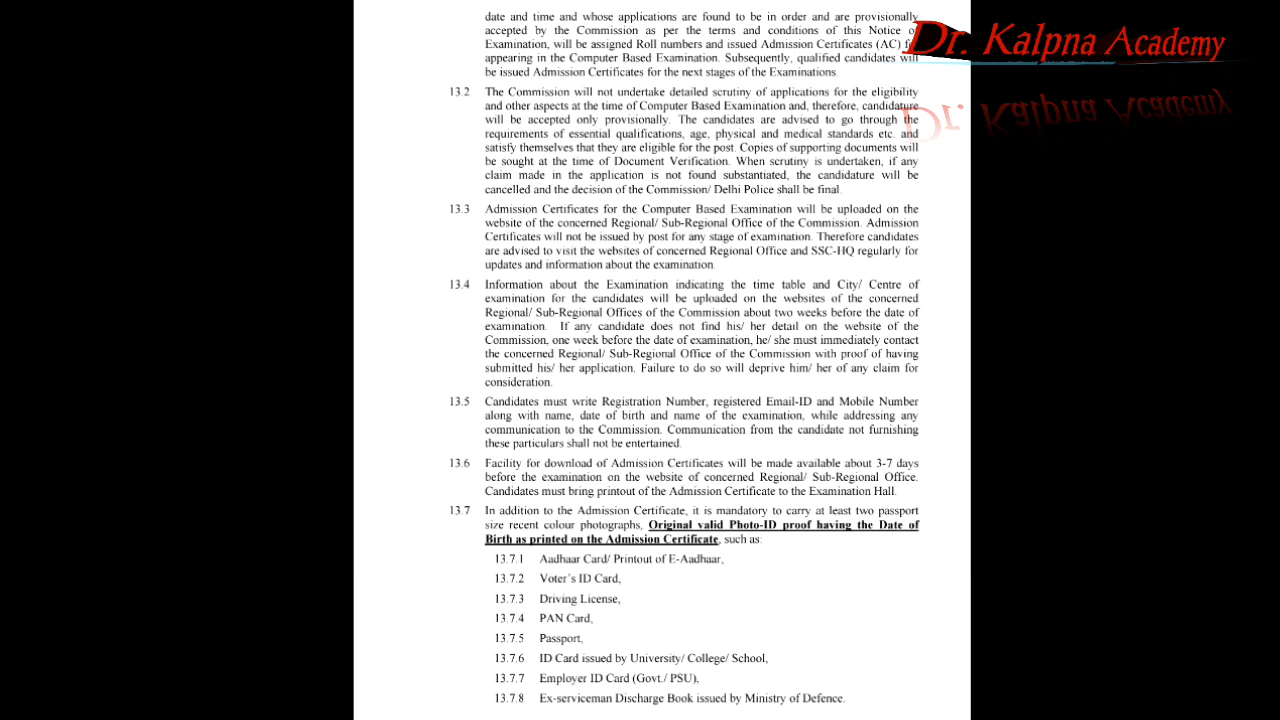 date and time and whose applications are found to be in order and are provisionally
accepted by the Commission as per the terms and conditions of this Notice
Examination, will be assigned Roll numbers and issued Admission Certificates (AC)
appearing in the Computer Based Examination. Subsequently, qualified candidates will
be issued Admission Certificates for the next stages of the Examinations.
Dr. Kalpna Academy
13.2 The Commission will not undertake detailed scrutiny of applications for the eligibility
and other aspects at the time of Computer Based Examination and, therefore, candidature
will be accepted only provisionally. The candidates are advised to go through the
requirements of essential qualifications, age, physical and medical standards etc. and
satisfy themselves that they are eligible for the post. Copies of supporting documents will
be sought at the time of Document Verification. When scrutiny is undertaken, if any
claim made in the application is not found substantiated, the candidature will be
cancelled and the decision of the Commission/ Delhi Police shall be final.
Dr. Kalpna Academy
13.3 Admission Certificates for the Computer Based Examination will be uploaded on the
website of the concerned Regional/ Sub-Regional Office of the Commission. Admission
Certificates will not be issued by post for any stage of examination. Therefore candidates
are advised to visit the websites of concerned Regional Office and SSC-HQ regularly for
updates and information about the examination.
13.4 Information about the Examination indicating the time table and City/ Centre of
examination for the candidates will be uploaded on the websites of the concerned
Regional/ Sub-Regional Offices of the Commission about two weeks before the date of
examination. If any candidate does not find his/ her detail on the website of the
Commission, one week before the date of examination, he/ she must immediately contact
the concerned Regional/ Sub-Regional Office of the Commission with proof of having
submitted his/ her application. Failure to do so will deprive him/ her of any claim for
consideration.
13.5 Candidates must write Registration Number, registered Email-ID and Mobile Number
along with name, date of birth and name of the examination, while addressing any
communication to the Commission. Communication from the candidate not furnishing
these particulars shall not be entertained.
13.6 Facility for download of Admission Certificates will be made available about 3-7 days
before the examination on the website of concerned Regional/ Sub-Regional Office.
Candidates must bring printout of the Admission Certificate to the Examination Hall.
13.7 In addition to the Admission Certificate, it is mandatory to carry at least two passport
size recent colour photographs, Original valid Photo-ID proof having the Date of
Birth as printed on the Admission Certificate, such as:
13.7.1 Aadhaar Card/ Printout of E-Aadhaar,
13.7.2 Voter's ID Card,
13.7.3 Driving License,
13.7.4 PAN Card,
13.7.5 Passport,
13.7.6 ID Card issued by University/ College/ School,
13.7.7 Employer ID Card (Govt./ PSU),
13.7.8 Ex-serviceman Discharge Book issued by Ministry of Defence.